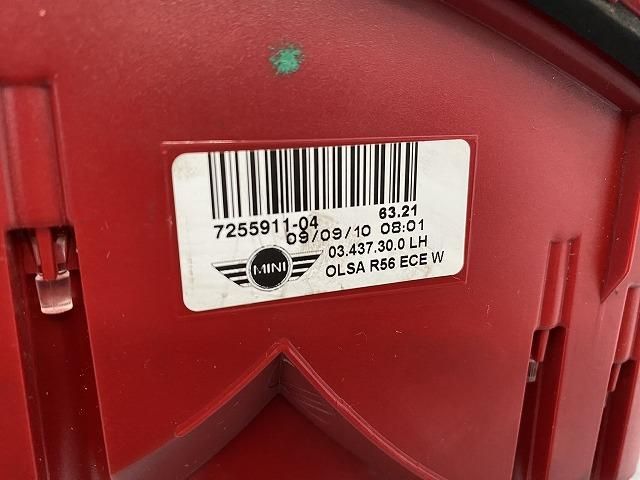 7255911-04 63.21
09/09/10 08:01
03.437.30.0 LH
MINI
OLSA R56 ECE W